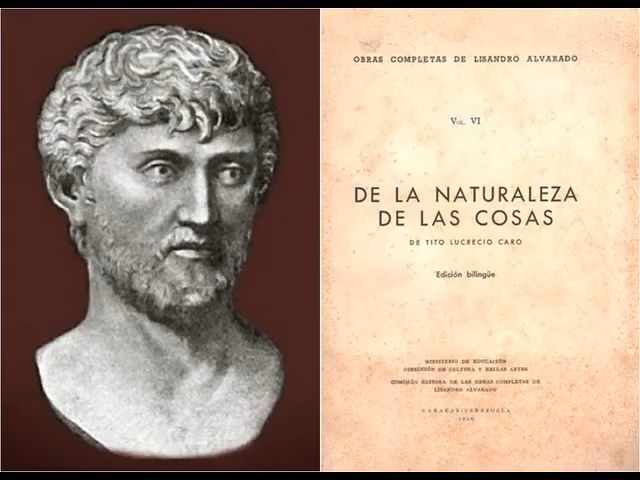 OBRAS COMPLETAS DE LISANDRO ALVARADO
Vol. VI
DE LA NATURALEZA
DE LAS COSAS
DE TITO LUCRECIO CARO
Edición bilingüe
MINISTERIO DE EDUCACIÓN
DIRECCIÓN DE CULTURA Y BELLAS ARTES
COMISIÓN EDITORA DE LAS OBRAS COMPLETAS DE
LISANDRO ALVARADO
CARACAS-VENEZUELA